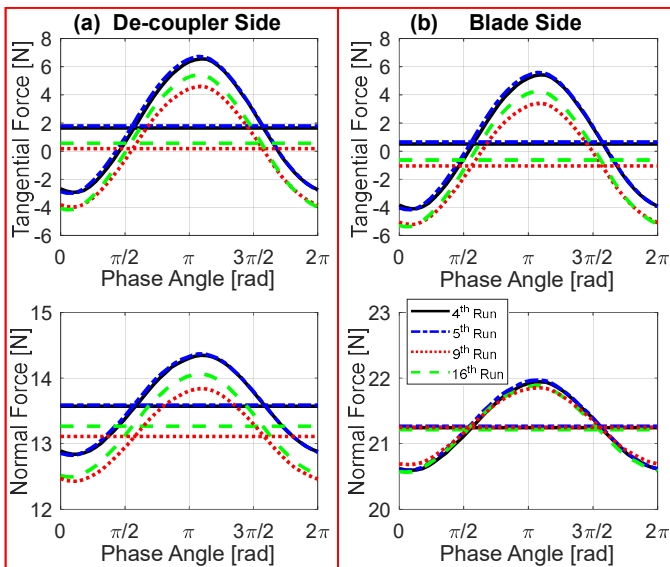 (a) De-coupler Side
(b) Blade Side
Tangential Force [N]
8
6
4
2
0
-2
-4
-6
0 π/2 π 3π/2 2π
Phase Angle [rad]
Tangential Force [N]
8
6
4
2
0
-2
-4
-6
0 π/2 π 3π/2 2π
Phase Angle [rad]
Normal Force [N]
15
14
13
12
0 π/2 π 3π/2 2π
Phase Angle [rad]
Normal Force [N]
23
22
21
20
4th Run
5th Run
9th Run
16th Run
0 π/2 π 3π/2 2π
Phase Angle [rad]